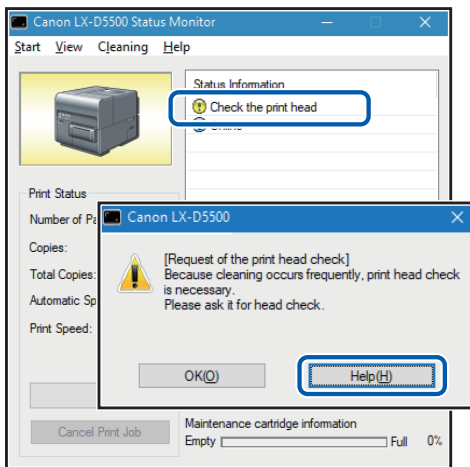 Canon LX-D5500 Status Monitor
Start View Cleaning Help
Status Information
Check the print head
Print Status
Number of
Copies:
Total Copies:
Automatic
Print Speed:
Canon LX-D5500
[Request of the print head check]
Because cleaning occurs frequently, print head check
is necessary.
Please ask it for head check.
OK(O) Help(H)
Cancel Print Job
Maintenance cartridge information
Empty Full 0%